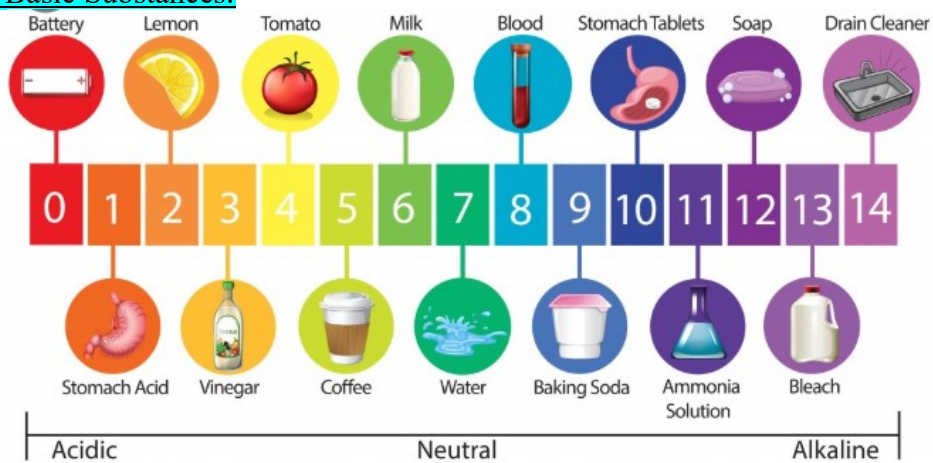 Basic Substances:
Battery Lemon Tomato Milk Blood Stomach Tablets Soap Drain Cleaner
0 1 2 3 4 5 6 7 8 9 10 11 12 13 14
Stomach Acid Vinegar Coffee Water Baking Soda Ammonia Solution Bleach
Acidic Neutral Alkaline